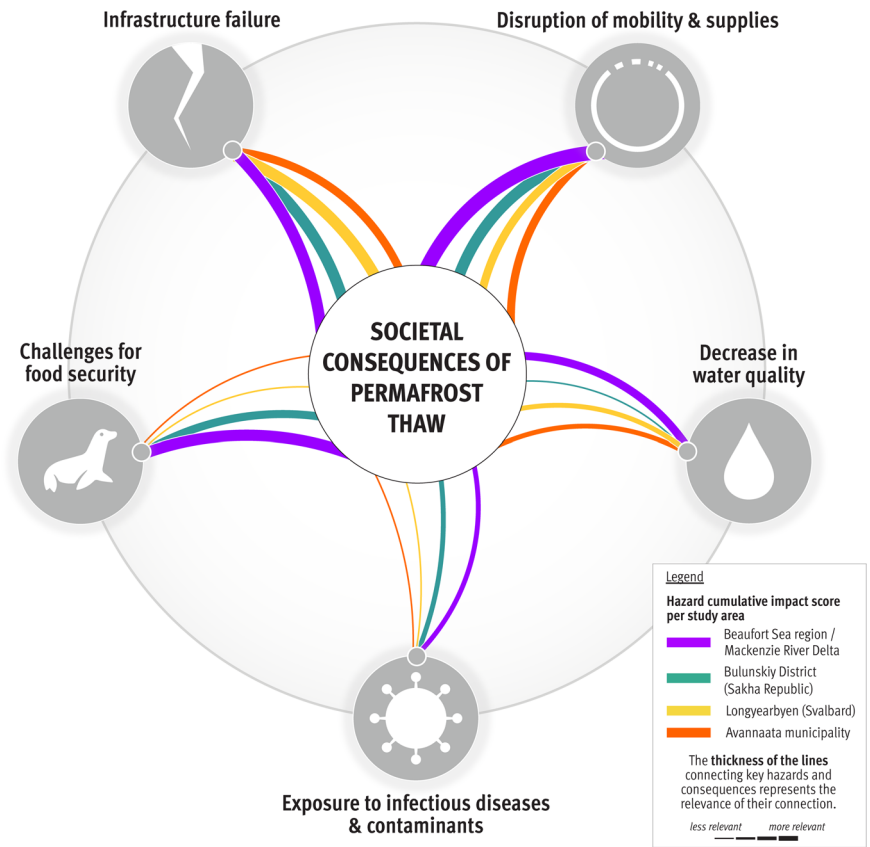 Infrastructure failure
Disruption of mobility & supplies
SOCIETAL
CONSEQUENCES OF
PERMAFROST
THAW
Challenges for
food security
Decrease in
water quality
Exposure to infectious diseases
& contaminants
Legend
Hazard cumulative impact score
per study area
Beaufort Sea region /
Mackenzie River Delta
Bulunskiy District
(Sakha Republic)
Longyearbyen (Svalbard)
Avannaata municipality
The thickness of the lines
connecting key hazards and
consequences represents the
relevance of their connection.
less relevant more relevant